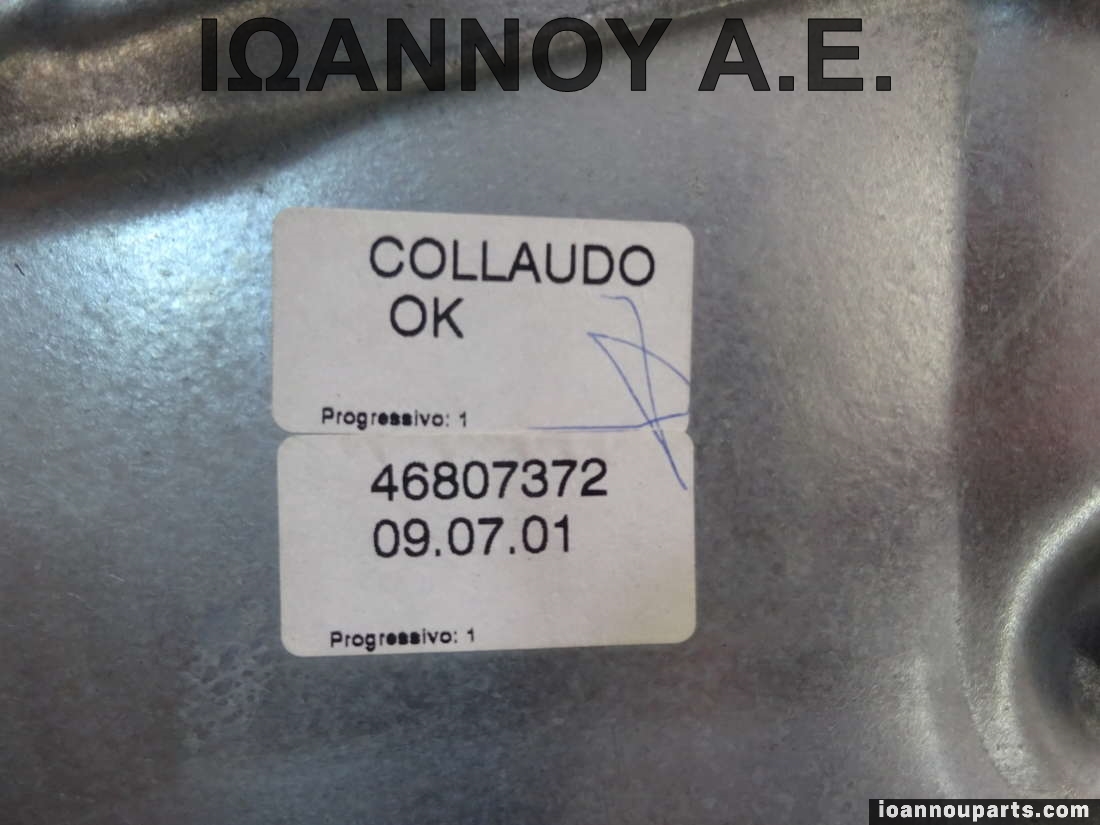 ΙΩΑΝΝΟΥ Α.Ε.
COLLAUDO
OK
Progressivo: 1
46807372
09.07.01
Progressivo: 1
ioannouparts.com